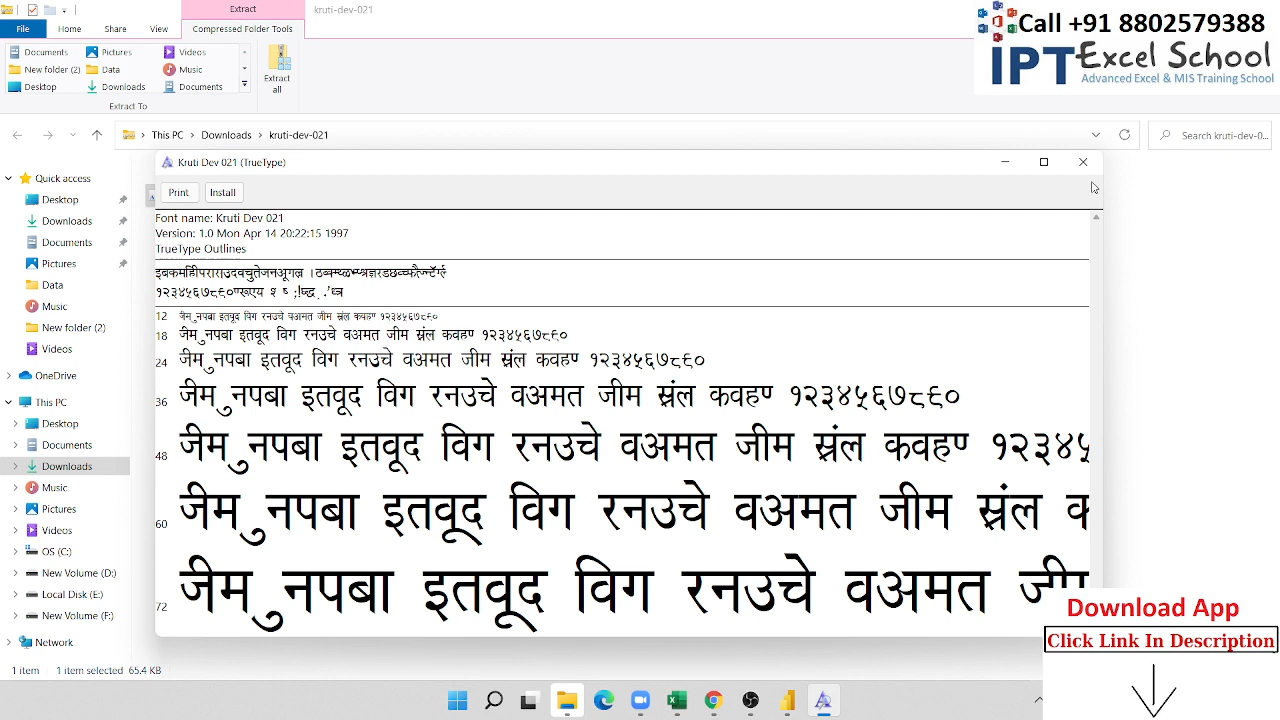 Extract
kruti-dev-021
File
Home
Share
View
Compressed Folder Tools
Documents
Pictures
Videos
New folder (2)
Data
Music
Desktop
Downloads
Documents
Extract
all
Extract To
Call +91 8802579388
IPT Excel School
Advanced Excel & MIS Training School
This PC
Downloads
kruti-dev-021
Search kruti-dev-0...
Quick access
Desktop
Downloads
Documents
Pictures
Data
Music
New folder (2)
Videos
OneDrive
This PC
Desktop
Documents
Downloads
Music
Pictures
Videos
OS (C:)
New Volume (D:)
Local Disk (E:)
New Volume (F:)
Network
Kruti Dev 021 (TrueType)
Print
Install
Font name: Kruti Dev 021
Version: 1.0 Mon Apr 14 20:22:15 1997
TrueType Outlines
12 जैम ुनपबा इतवूद विग रनउचे वअमत जीम स्रंल कवहण् १२३४५६७८६०
18 जैम ुनपबा इतवूद विग रनउचे वअमत जीम स्रंल कवहण् १२३४५६७८६०
24 जैम ुनपबा इतवूद विग रनउचे वअमत जीम स्रंल कवहण् १२३४५६७८६०
36 जैम ुनपबा इतवूद विग रनउचे वअमत जीम स्रंल कवहण् १२३४५६७८६०
48 जैम ुनपबा इतवूद विग रनउचे वअमत जीम स्रंल कवहण् १२३४५
60 जैम ुनपबा इतवूद विग रनउचे वअमत जीम स्रंल क
72 जैम ुनपबा इतवूद विग रनउचे वअमत जीम
1 item
1 item selected 65.4 KB
Download App
Click Link In Description